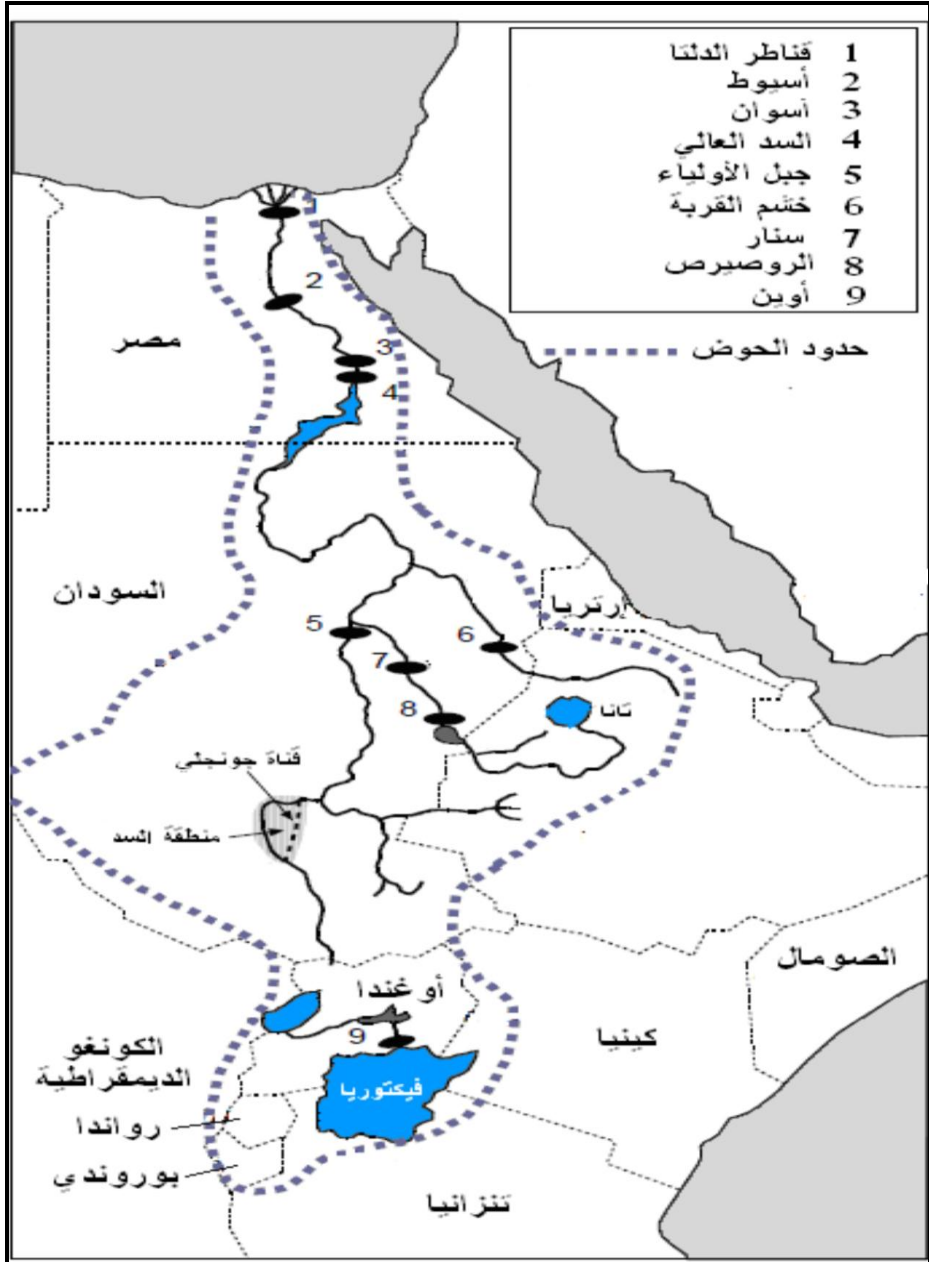 1 قناطر الدلتا
2 أسيوط
3 أسوان
4 السد العالي
5 جبل الأولياء
6 خشم القربة
7 سنار
8 الروصيرص
9 أوين
حدود الحوض
1
2
مصر
3
4
السودان
إرتريا
5
6
7
8
تانا
قناة جونجلي
منطقة السد
الصومال
أوغندا
9
كينيا
الكونغو
الديمقراطية
فيكتوريا
رواندا
بوروندي
تنزانيا